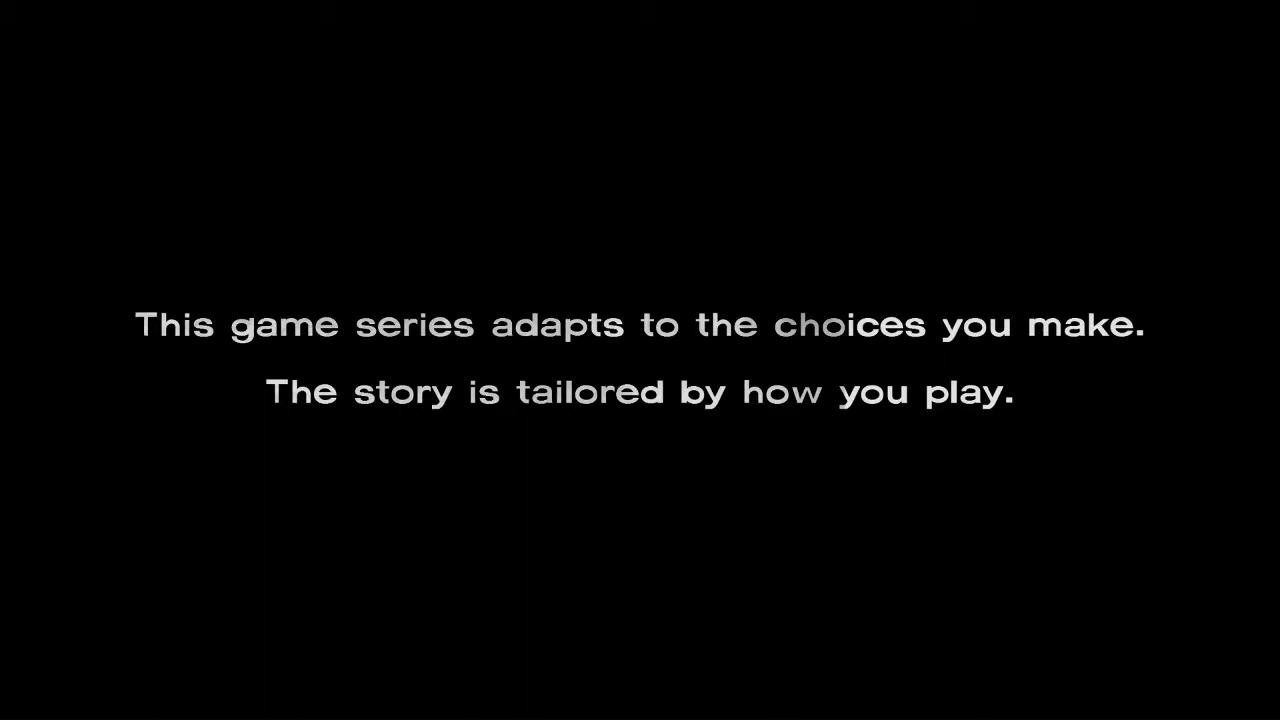 This game series adapts to the choices you make.
The story is tailored by how you play.